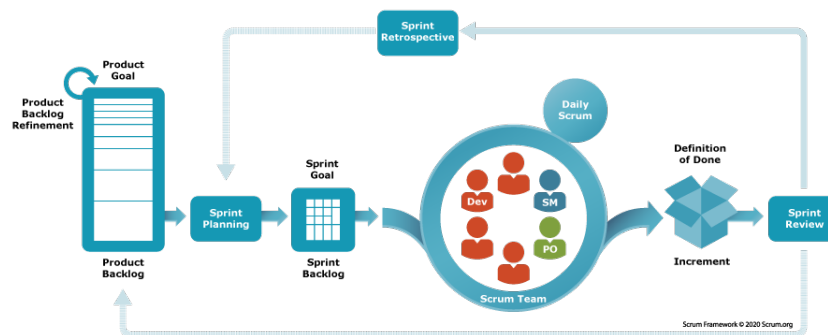 Sprint
Retrospective
Product
Goal
Product
Backlog
Refinement
Daily
Scrum
Definition
of Done
Sprint
Goal
Dev
SM
Sprint
Planning
Sprint
Review
PO
Product
Backlog
Sprint
Backlog
Increment
Scrum Team
Scrum Framework © 2020 Scrum.org